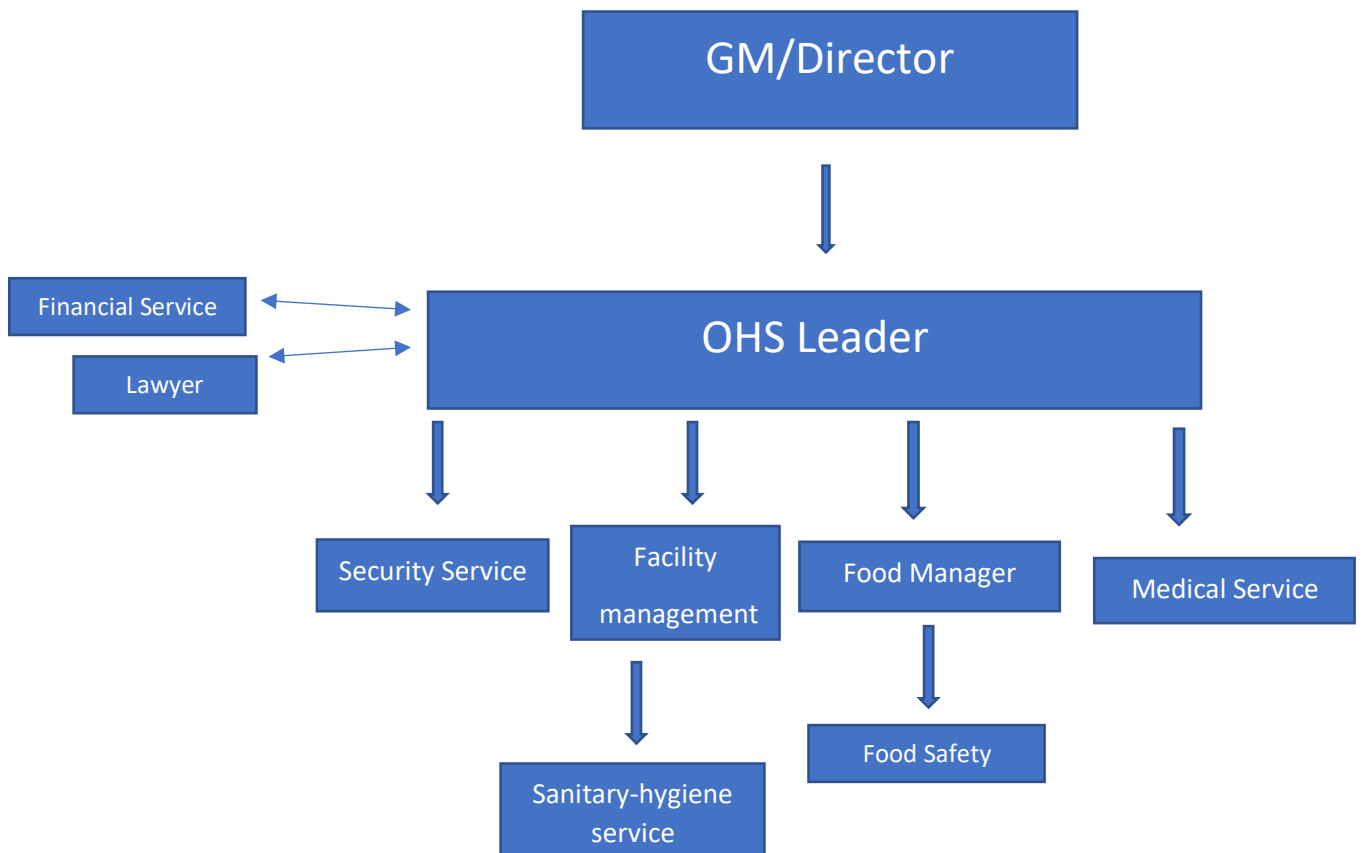 GM/Director
Financial Service
OHS Leader
Lawyer
Security Service
Facility
management
Food Manager
Medical Service
Food Safety
Sanitary-hygiene
service